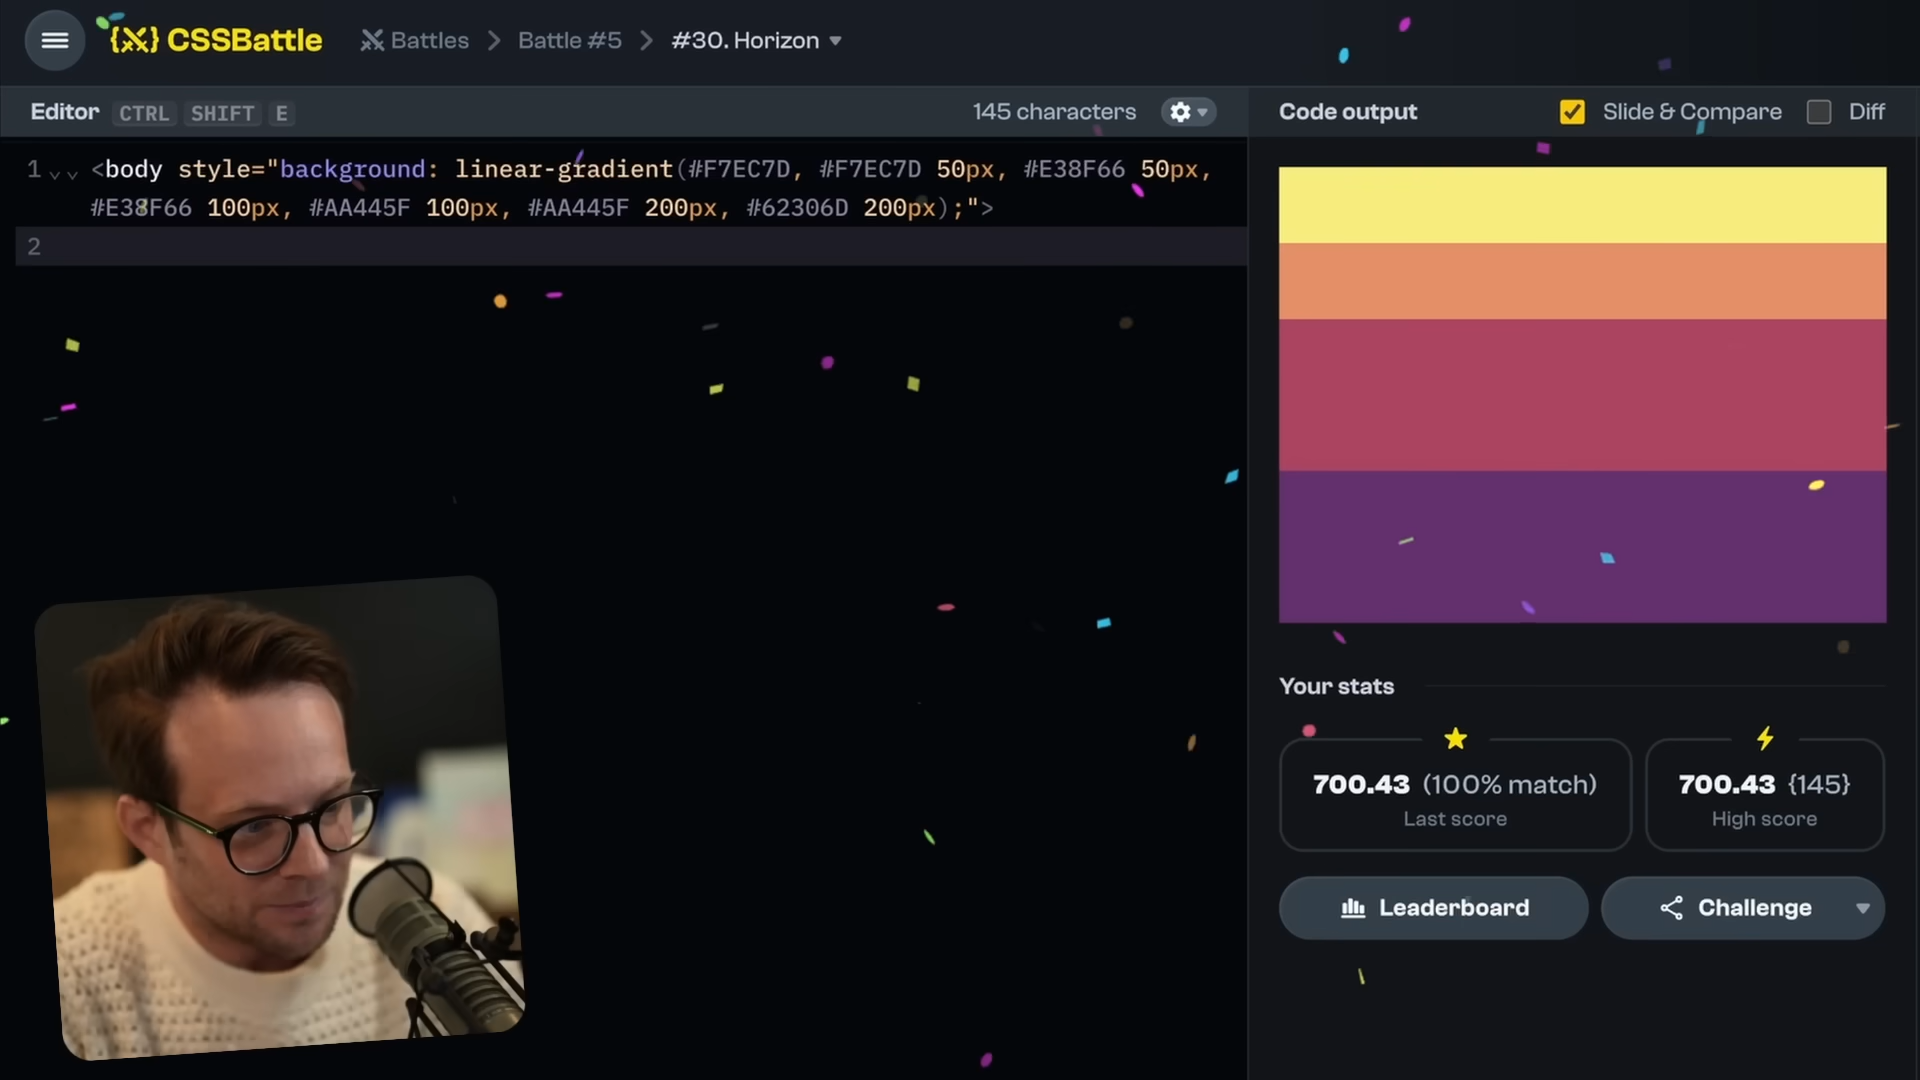 {X} CSSBattle
Battles > Battle #5 > #30. Horizon
Editor CTRL SHIFT E
145 characters
Code output
Slide & Compare
Diff
1 <body style="background: linear-gradient(#F7EC7D, #F7EC7D 50px, #E38F66 50px,
#E38F66 100px, #AA445F 100px, #AA445F 200px, #62306D 200px);">
2
Your stats
700.43 (100% match)
Last score
700.43 {145}
High score
Leaderboard
Challenge